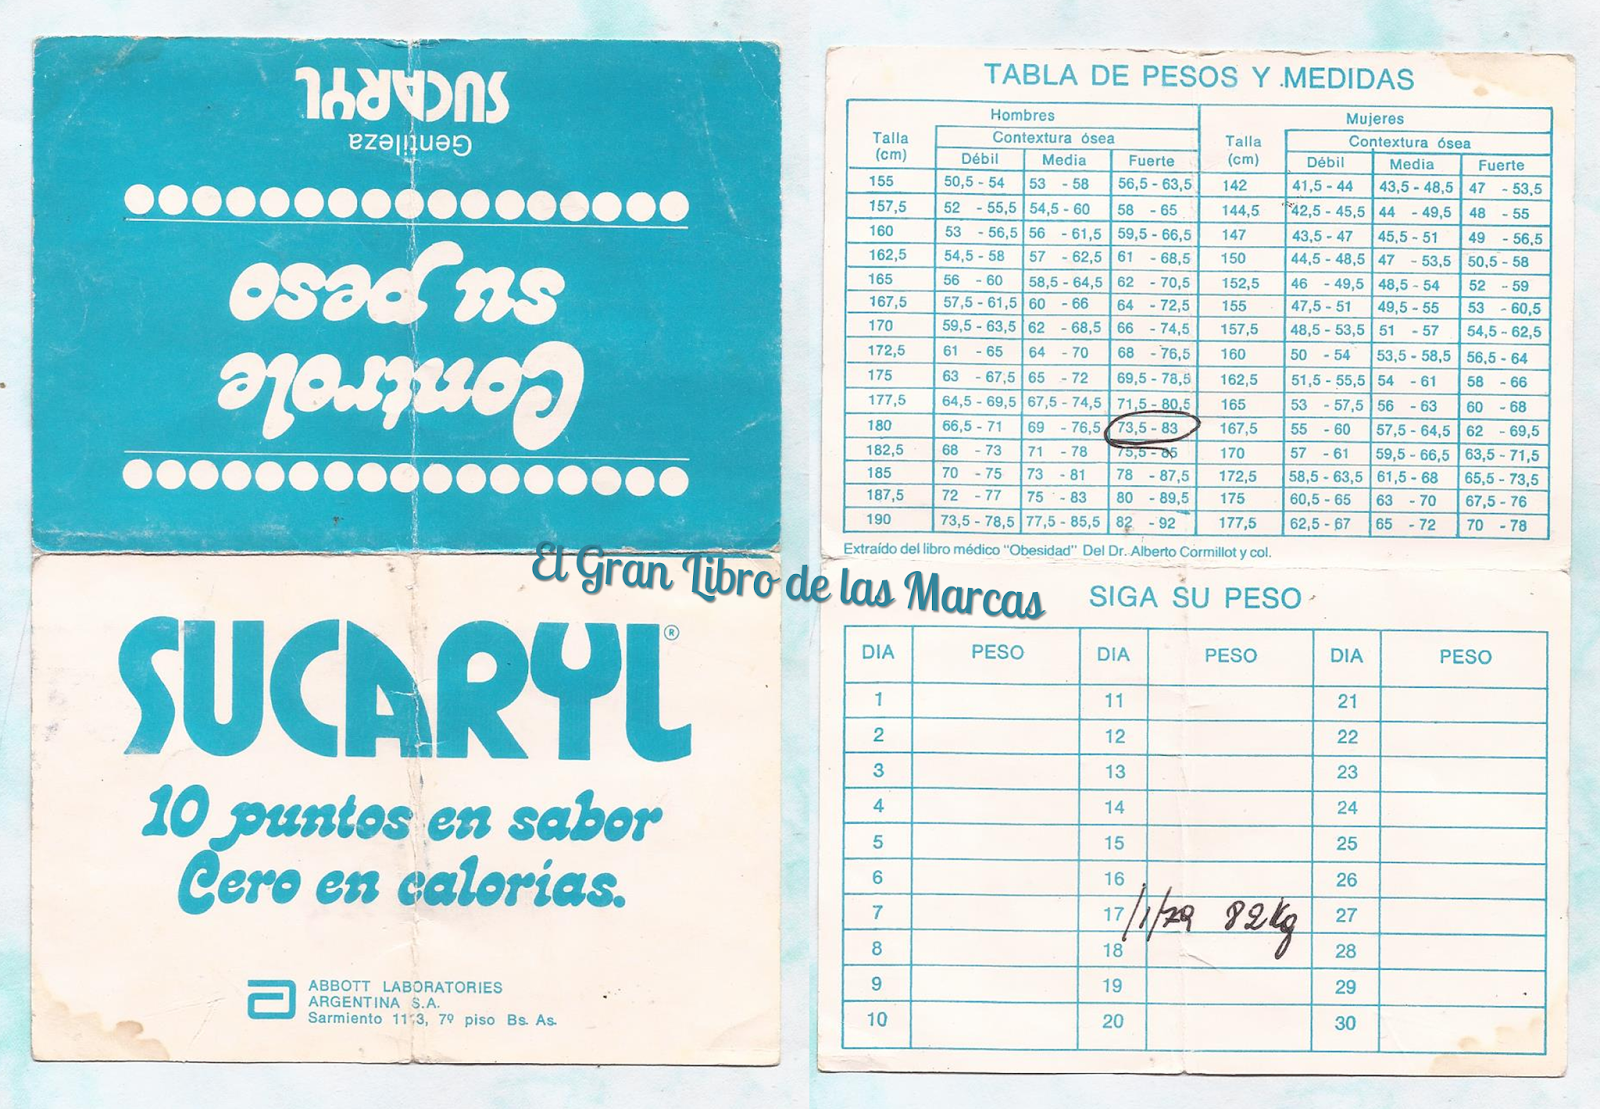 Gentileza
SUCARYL
Controle
su peso
SUCARYL®
10 puntos en sabor
Cero en calorías.
ABBOTT LABORATORIES
ARGENTINA S.A.
Sarmiento 1113, 7º piso Bs. As.
El Gran Libro de las Marcas
TABLA DE PESOS Y MEDIDAS
Hombres Mujeres
Talla (cm) Contextura ósea Talla (cm) Contextura ósea
Débil Media Fuerte Débil Media Fuerte
155 50,5 - 54 53 - 58 56,5 - 63,5 142 41,5 - 44 43,5 - 48,5 47 - 53,5
157,5 52 - 55,5 54,5 - 60 58 - 65 144,5 42,5 - 45,5 44 - 49,5 48 - 55
160 53 - 56,5 56 - 61,5 59,5 - 66,5 147 43,5 - 47 45,5 - 51 49 - 56,5
162,5 54,5 - 58 57 - 62,5 61 - 68,5 150 44,5 - 48,5 47 - 53,5 50,5 - 58
165 56 - 60 58,5 - 64,5 62 - 70,5 152,5 46 - 49,5 48,5 - 54 52 - 59
167,5 57,5 - 61,5 60 - 66 64 - 72,5 155 47,5 - 51 49,5 - 55 53 - 60,5
170 59,5 - 63,5 62 - 68,5 66 - 74,5 157,5 48,5 - 53,5 51 - 57 54,5 - 62,5
172,5 61 - 65 64 - 70 68 - 76,5 160 50 - 54 53,5 - 58,5 56,5 - 64
175 63 - 67,5 65 - 72 69,5 - 78,5 162,5 51,5 - 55,5 54 - 61 58 - 66
177,5 64,5 - 69,5 67,5 - 74,5 71,5 - 80,5 165 53 - 57,5 56 - 63 60 - 68
180 66,5 - 71 69 - 76,5 73,5 - 83 167,5 55 - 60 57,5 - 64,5 62 - 69,5
182,5 68 - 73 71 - 78 75,5 - 85 170 57 - 61 59,5 - 66,5 63,5 - 71,5
185 70 - 75 73 - 81 78 - 87,5 172,5 58,5 - 63,5 61,5 - 68 65,5 - 73,5
187,5 72 - 77 75 - 83 80 - 89,5 175 60,5 - 65 63 - 70 67,5 - 76
190 73,5 - 78,5 77,5 - 85,5 82 - 92 177,5 62,5 - 67 65 - 72 70 - 78
Extraído del libro médico "Obesidad" Del Dr. Alberto Cormillot y col.
SIGA SU PESO
DIA PESO DIA PESO DIA PESO
1 11 21
2 12 22
3 13 23
4 14 24
5 15 25
6 16 26
7 17/1/79 82Kg 27
8 18 28
9 19 29
10 20 30